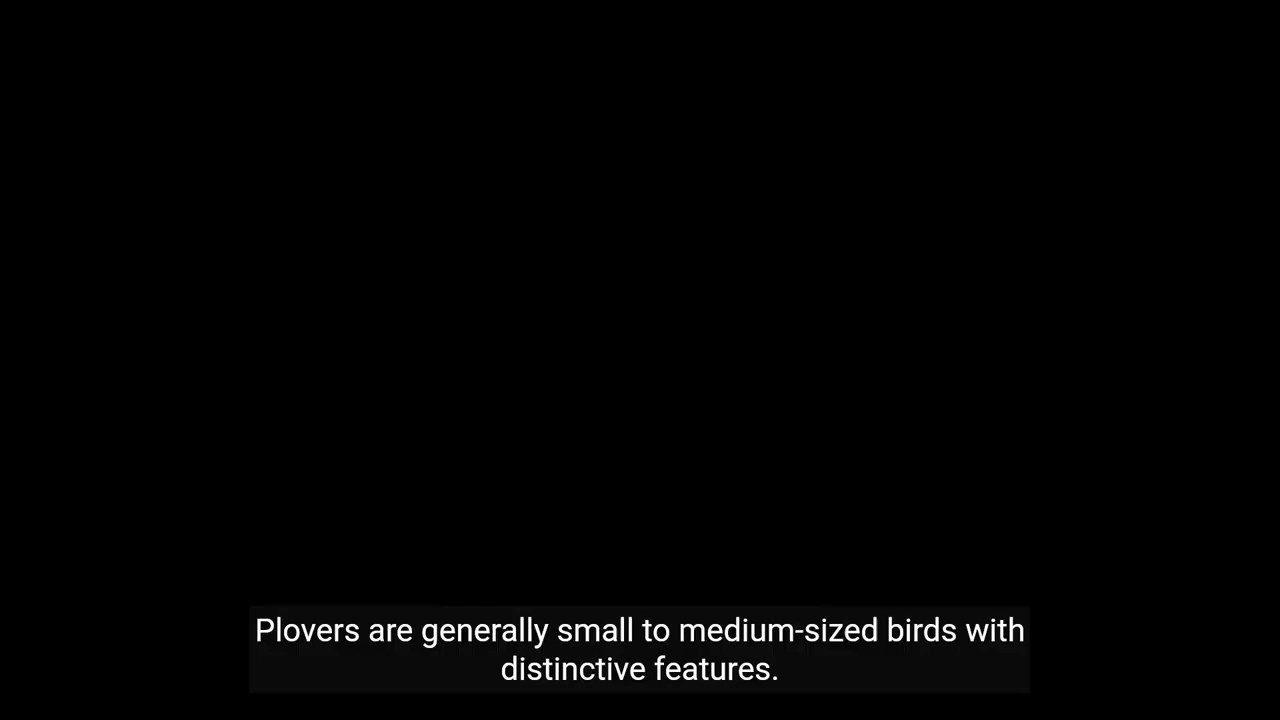 Plovers are generally small to medium-sized birds with
distinctive features.